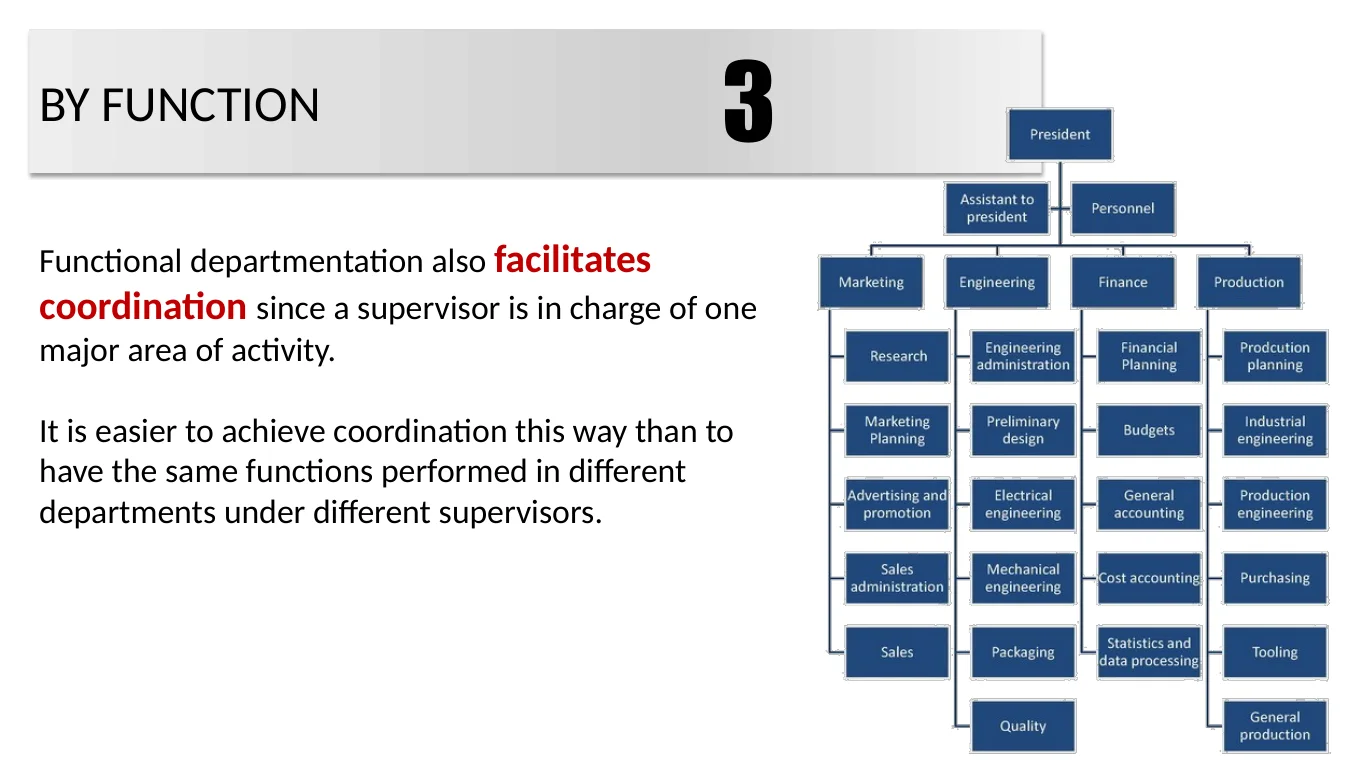 BY FUNCTION
3
Functional departmentation also facilitates
coordination since a supervisor is in charge of one
major area of activity.
It is easier to achieve coordination this way than to
have the same functions performed in different
departments under different supervisors.
President
Assistant to
president
Personnel
Marketing
Engineering
Finance
Production
Research
Marketing
Planning
Advertising and
promotion
Sales
administration
Sales
Engineering
administration
Preliminary
design
Electrical
engineering
Mechanical
engineering
Packaging
Quality
Financial
Planning
Budgets
General
accounting
Cost accounting
Statistics and
data processing
Prodcution
planning
Industrial
engineering
Production
engineering
Purchasing
Tooling
General
production